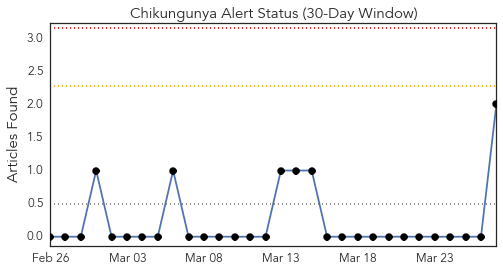 Chikungunya Alert Status (30-Day Window)
Articles Found
3.0
2.5
2.0
1.5
1.0
0.5
0.0
Feb 26
Mar 03
Mar 08
Mar 13
Mar 18
Mar 23